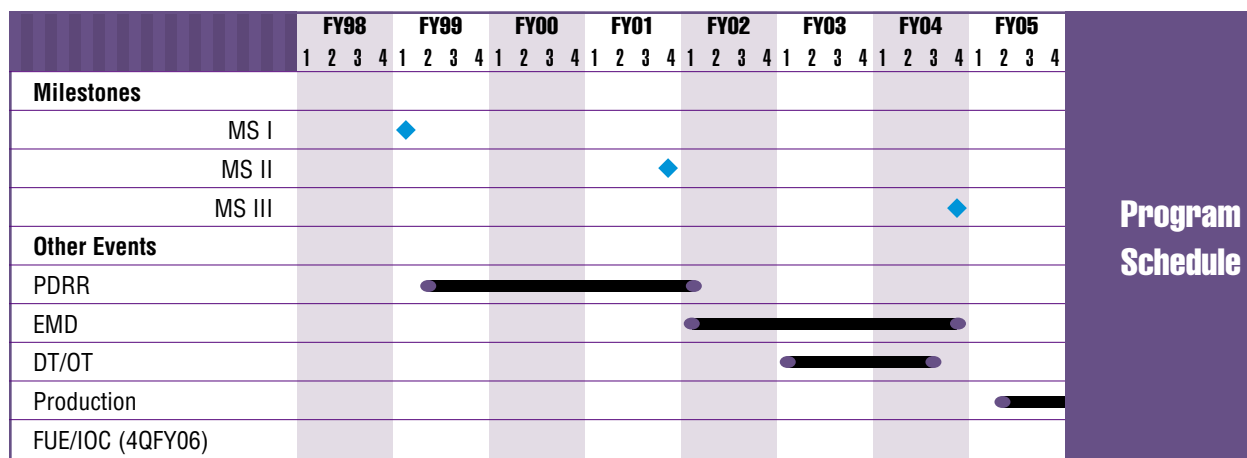 FY98 FY99 FY00 FY01 FY02 FY03 FY04 FY05
1 2 3 4 1 2 3 4 1 2 3 4 1 2 3 4 1 2 3 4 1 2 3 4 1 2 3 4 1 2 3 4
Milestones
MS I
MS II
MS III
Other Events
PDRR
EMD
DT/OT
Production
FUE/IOC (4QFY06)
Program
Schedule